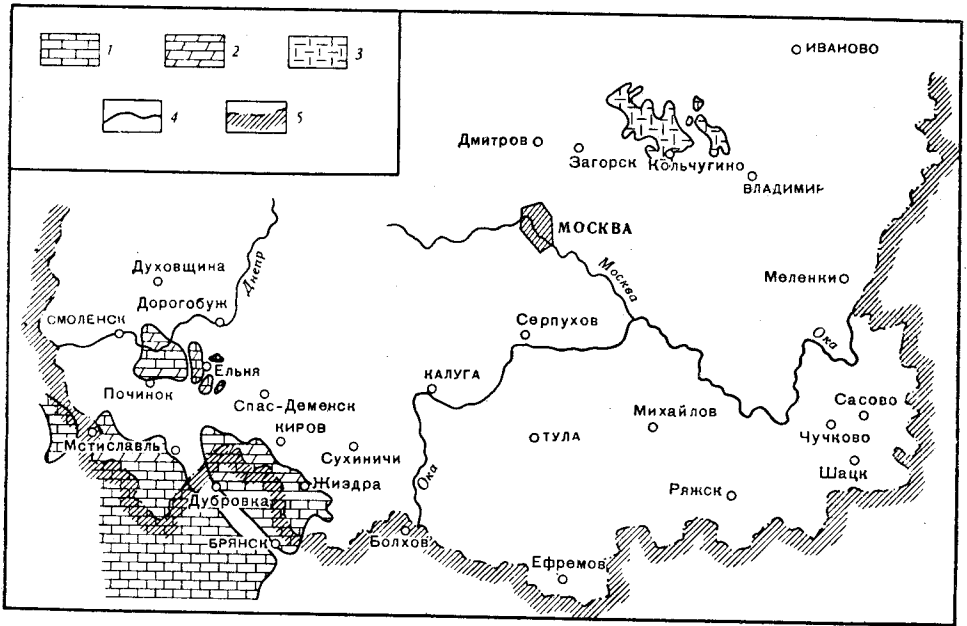 1
2
3
4
5
ИВАНОВО
Дмитров
Загорск
Кольчугино
ВЛАДИМИР
МОСКВА
Москва
Духовщина
Днепр
Дорогобуж
СМОЛЕНСК
Меленки
Серпухов
Ока
Ельня
Починок
КАЛУГА
Спас-Деменск
КИРОВ
Михайлов
Сасово
Мстиславль
ТУЛА
Чучково
Сухиничи
Шацк
Ока
Жиздра
Дубровка
Ряжск
БРЯНСК
Болхов
Ефремов